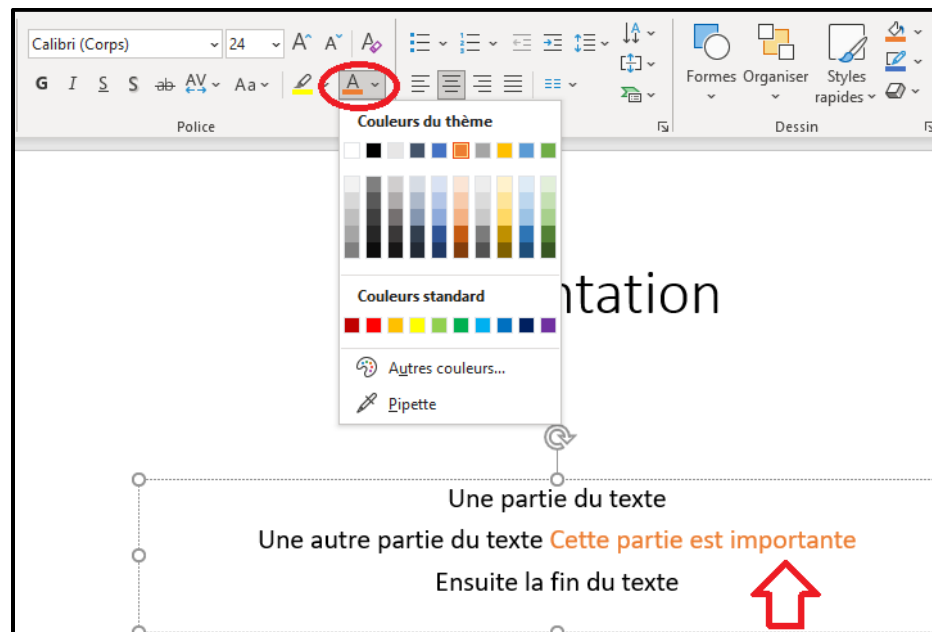 Calibri (Corps) 24 A A A
Formes Organiser Styles rapides
G I S S ab AV Aa A
Police
Dessin
Couleurs du thème
Couleurs standard
Autres couleurs...
Pipette
ntation
Une partie du texte
Une autre partie du texte Cette partie est importante
Ensuite la fin du texte